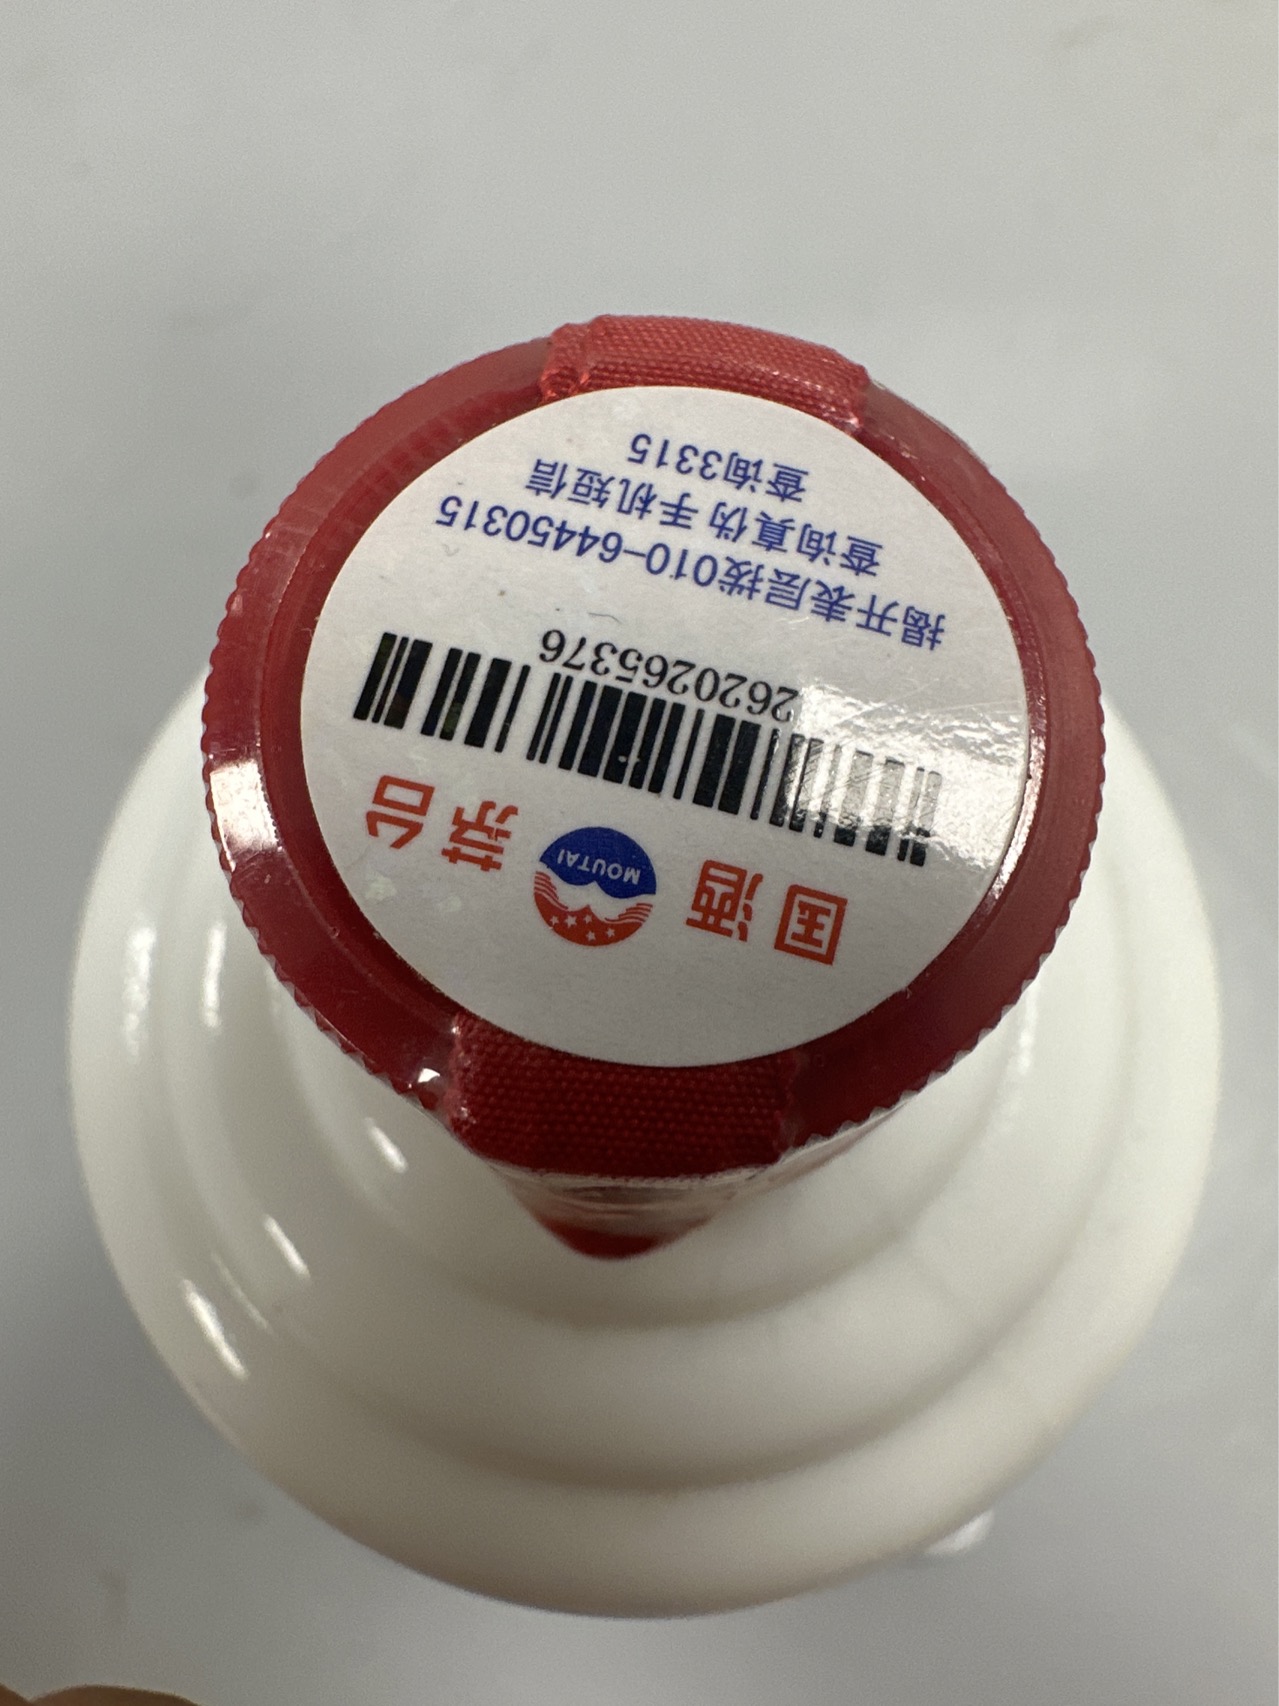 国酒 MOUTAI 茅台
2620265376
揭开表层拨010-64450315
查询真伪 手机短信
查询3315